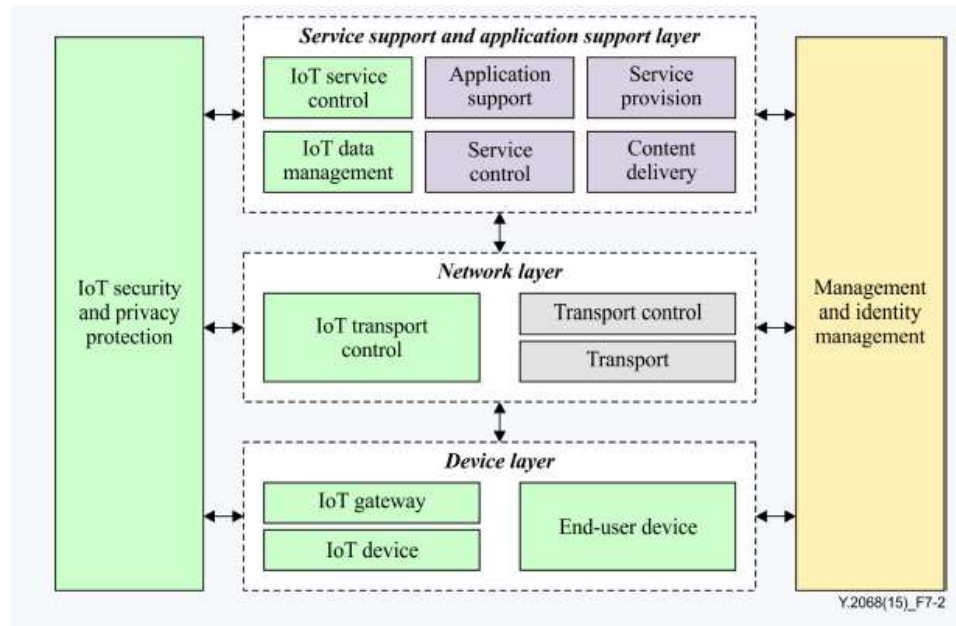 Service support and application support layer
IoT service
control
Application
support
Service
provision
IoT data
management
Service
control
Content
delivery
Network layer
IoT security
and privacy
protection
IoT transport
control
Transport control
Transport
Management
and identity
management
Device layer
IoT gateway
IoT device
End-user device
Y.2068(15)_F7-2